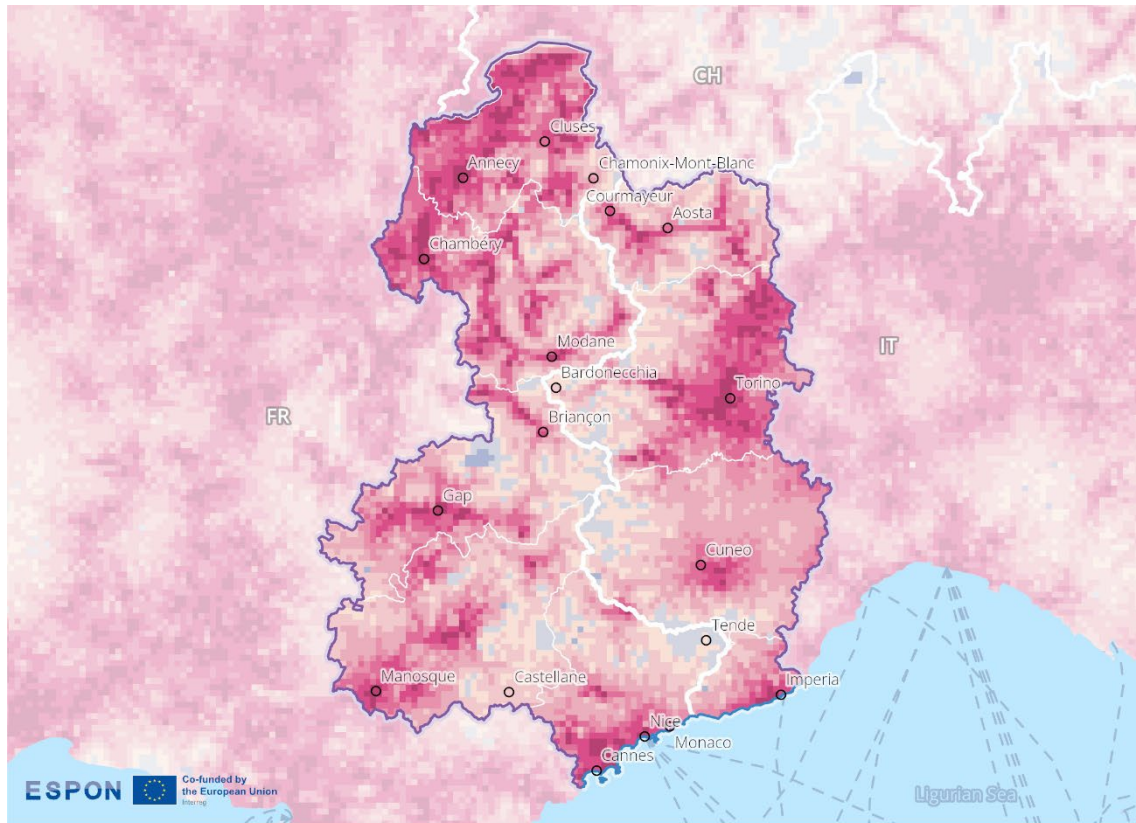 CH
Cluses
Annecy
Chamonix-Mont-Blanc
Courmayeur
Aosta
Chambéry
IT
Modane
Bardonecchia
Torino
FR
Briançon
Gap
Cuneo
Tende
Manosque
Castellane
Imperia
Nice
Monaco
Cannes
Ligurian Sea
ESPON
Co-funded by
the European Union
Interreg